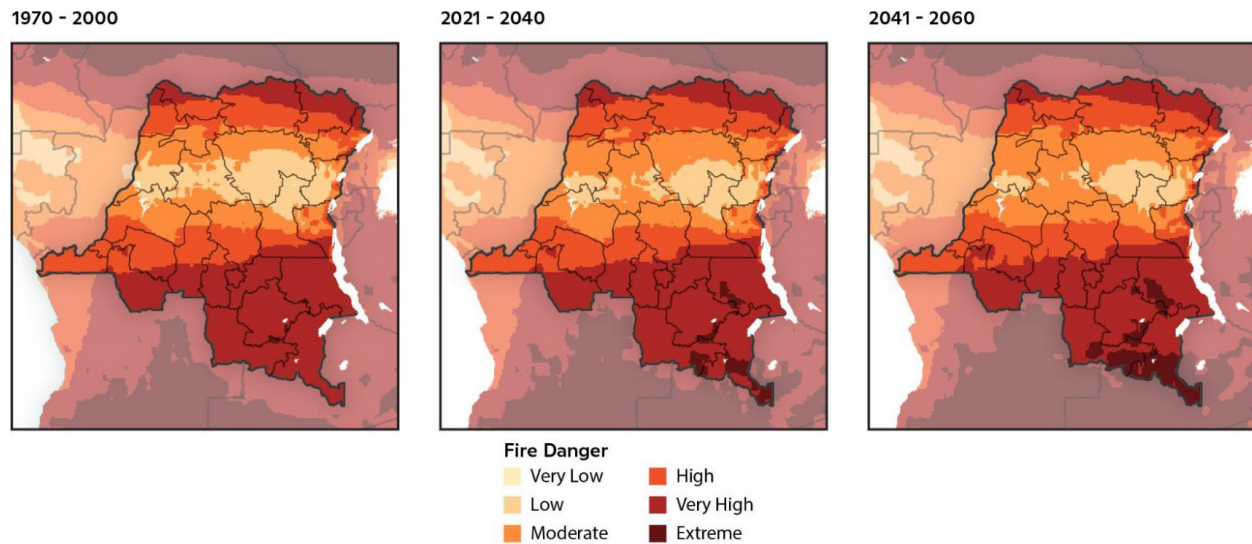 1970 - 2000
2021 - 2040
2041 - 2060
Fire Danger
Very Low
Low
Moderate
High
Very High
Extreme